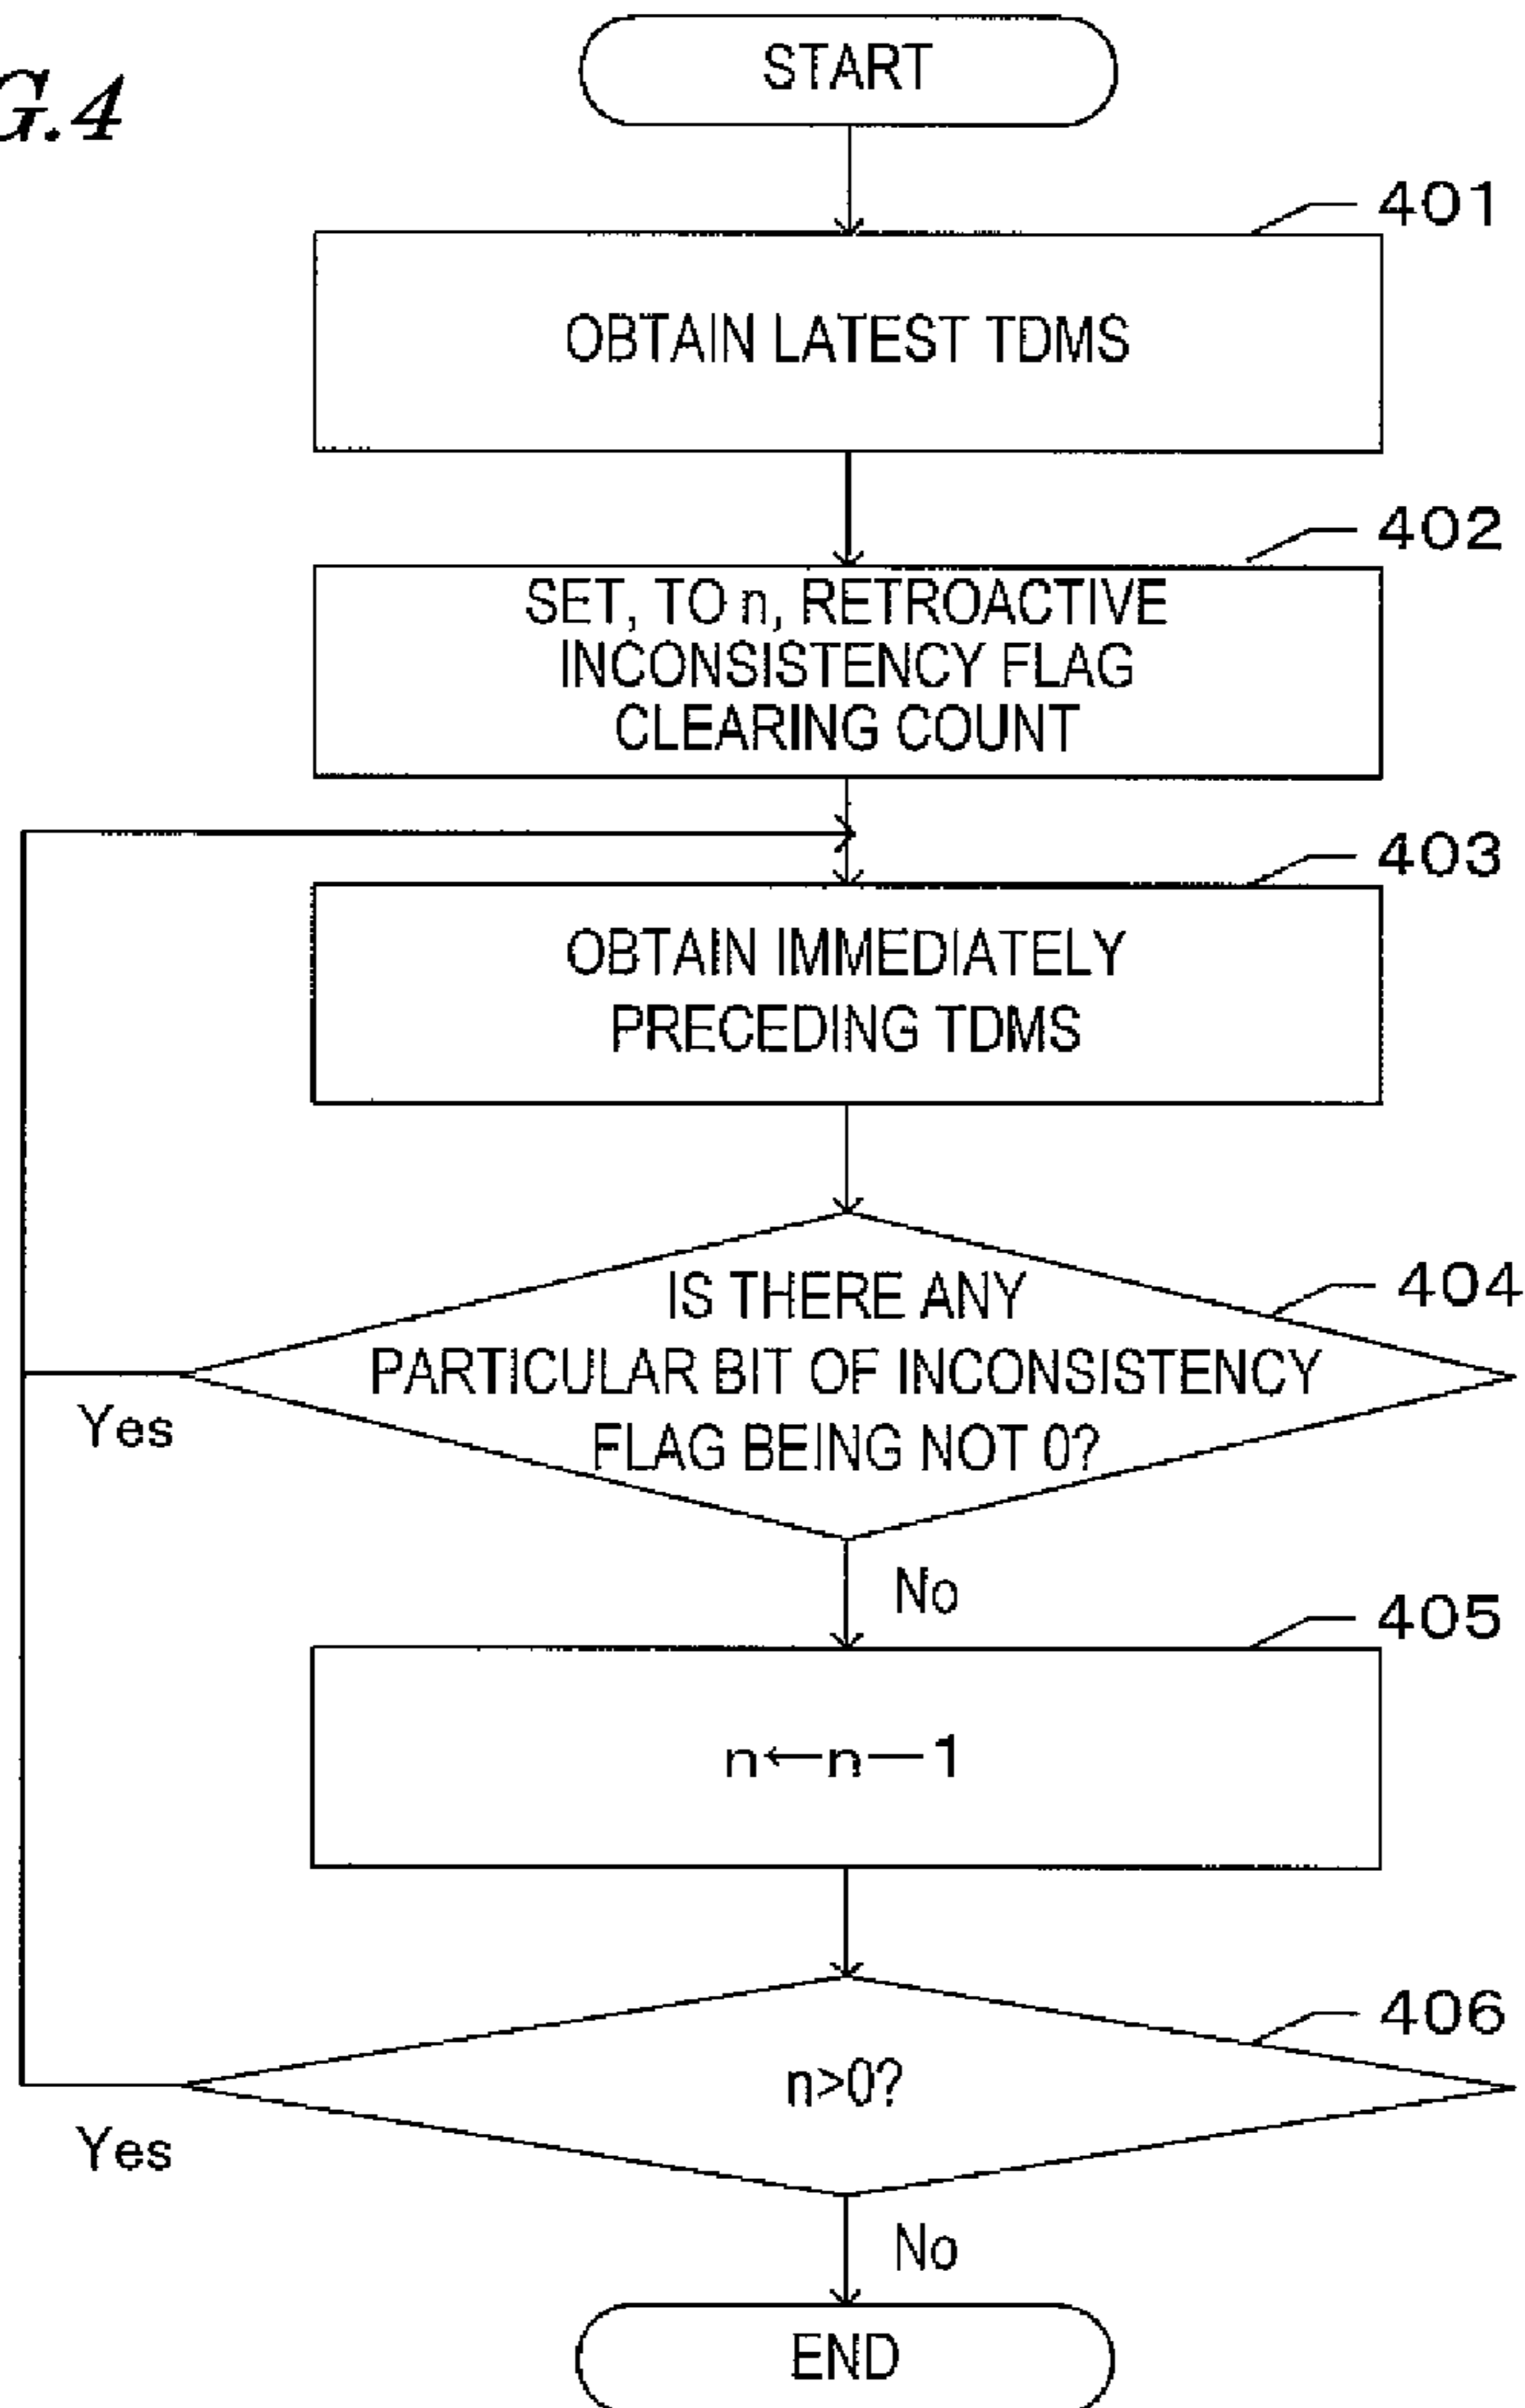 G.4
START
401
OBTAIN LATEST TDMS
402
SET, TO n, RETROACTIVE
INCONSISTENCY FLAG
CLEARING COUNT
403
OBTAIN IMMEDIATELY
PRECEDING TDMS
404
IS THERE ANY
PARTICULAR BIT OF INCONSISTENCY
FLAG BEING NOT 0?
Yes
No
405
n←n—1
406
n>0?
Yes
No
END